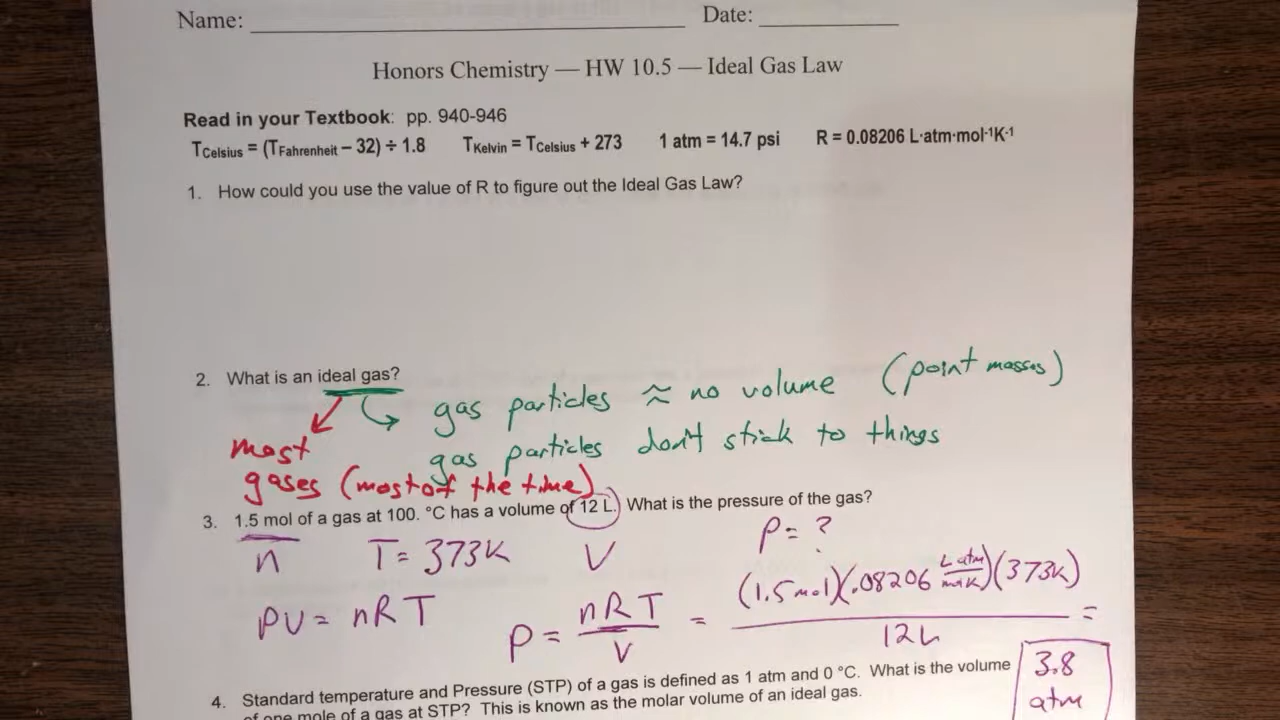 Name: Date:
Honors Chemistry — HW 10.5 — Ideal Gas Law
Read in your Textbook: pp. 940-946
TCelsius = (TFahrenheit – 32) ÷ 1.8 TKelvin = TCelsius + 273 1 atm = 14.7 psi R = 0.08206 L·atm·mol⁻¹K⁻¹
1. How could you use the value of R to figure out the Ideal Gas Law?
2. What is an ideal gas?
gas particles ≈ no volume (point masses)
gas particles don't stick to things
most
gases (most of the time)
3. 1.5 mol of a gas at 100. °C has a volume of 12 L. What is the pressure of the gas?
n T = 373K V P = ?
PV = nRT P = nRT / V = (1.5 mol)(.08206 L atm / mol K)(373K) / 12L =
3.8
atm
4. Standard temperature and Pressure (STP) of a gas is defined as 1 atm and 0 °C. What is the volume
of one mole of a gas at STP? This is known as the molar volume of an ideal gas.